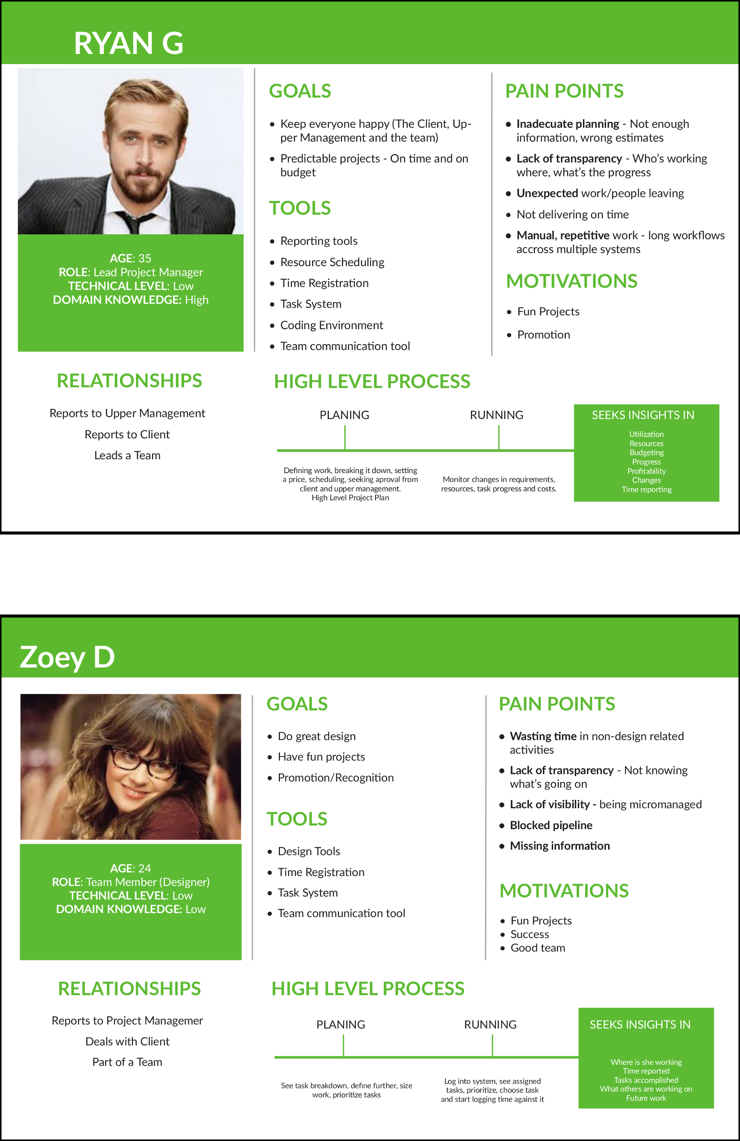 RYAN G
AGE: 35
ROLE: Lead Project Manager
TECHNICAL LEVEL: Low
DOMAIN KNOWLEDGE: High
GOALS
• Keep everyone happy (The Client, Up-
per Management and the team)
• Predictable projects - On time and on
budget
TOOLS
• Reporting tools
• Resource Scheduling
• Time Registration
• Task System
• Coding Environment
• Team communication tool
PAIN POINTS
• Inadecuate planning - Not enough
information, wrong estimates
• Lack of transparency - Who's working
where, what's the progress
• Unexpected work/people leaving
• Not delivering on time
• Manual, repetitive work - long workflows
accross multiple systems
MOTIVATIONS
• Fun Projects
• Promotion
RELATIONSHIPS
Reports to Upper Management
Reports to Client
Leads a Team
HIGH LEVEL PROCESS
PLANING
Defining work, breaking it down, setting
a price, scheduling, seeking aproval from
client and upper management.
High Level Project Plan
RUNNING
Monitor changes in requirements,
resources, task progress and costs.
SEEKS INSIGHTS IN
Utilization
Resources
Budgeting
Progress
Profitability
Changes
Time reporting
Zoey D
AGE: 24
ROLE: Team Member (Designer)
TECHNICAL LEVEL: Low
DOMAIN KNOWLEDGE: Low
GOALS
• Do great design
• Have fun projects
• Promotion/Recognition
TOOLS
• Design Tools
• Time Registration
• Task System
• Team communication tool
PAIN POINTS
• Wasting time in non-design related
activities
• Lack of transparency - Not knowing
what's going on
• Lack of visibility - being micromanaged
• Blocked pipeline
• Missing information
MOTIVATIONS
• Fun Projects
• Success
• Good team
RELATIONSHIPS
Reports to Project Managemer
Deals with Client
Part of a Team
HIGH LEVEL PROCESS
PLANING
See task breakdown, define further, size
work, prioritize tasks
RUNNING
Log into system, see assigned
tasks, prioritize, choose task
and start logging time against it
SEEKS INSIGHTS IN
Where is she working
Time reported
Tasks accomplished
What others are working on
Future work